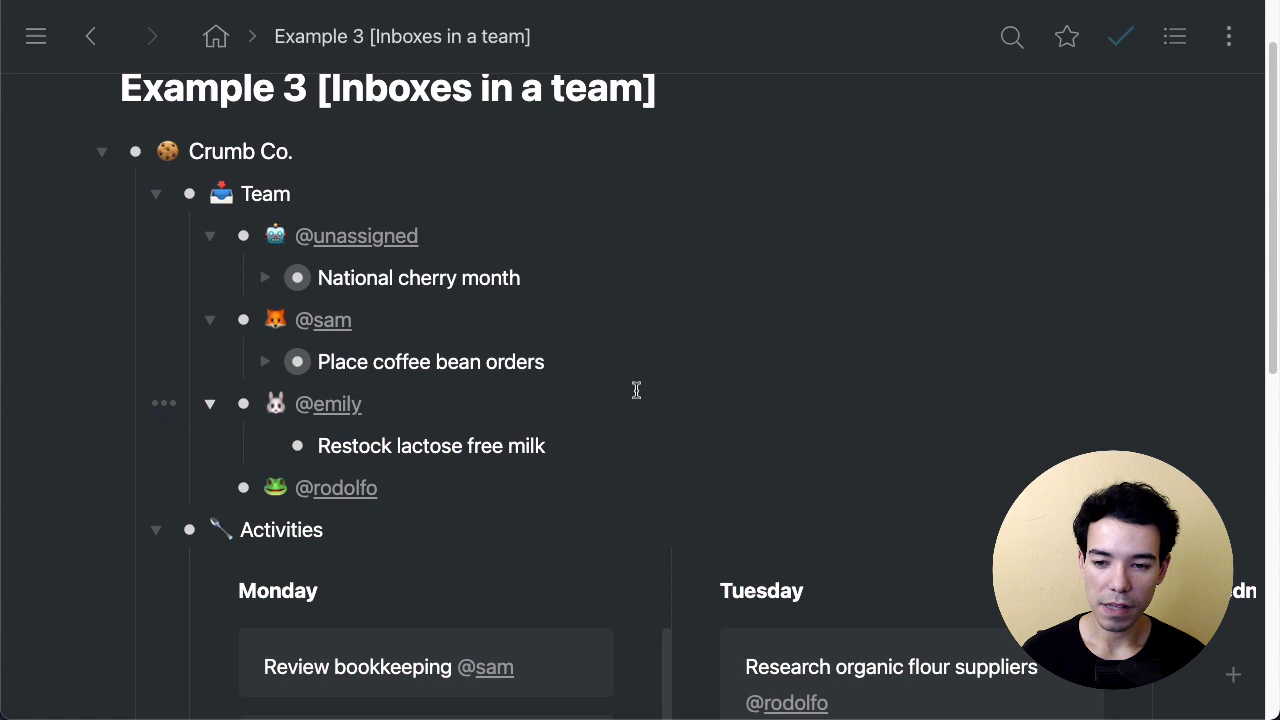 Example 3 [Inboxes in a team]
Example 3 [Inboxes in a team]
Crumb Co.
Team
@unassigned
National cherry month
@sam
Place coffee bean orders
@emily
Restock lactose free milk
@rodolfo
Activities
Monday
Tuesday
dn
Review bookkeeping @sam
Research organic flour suppliers
@rodolfo